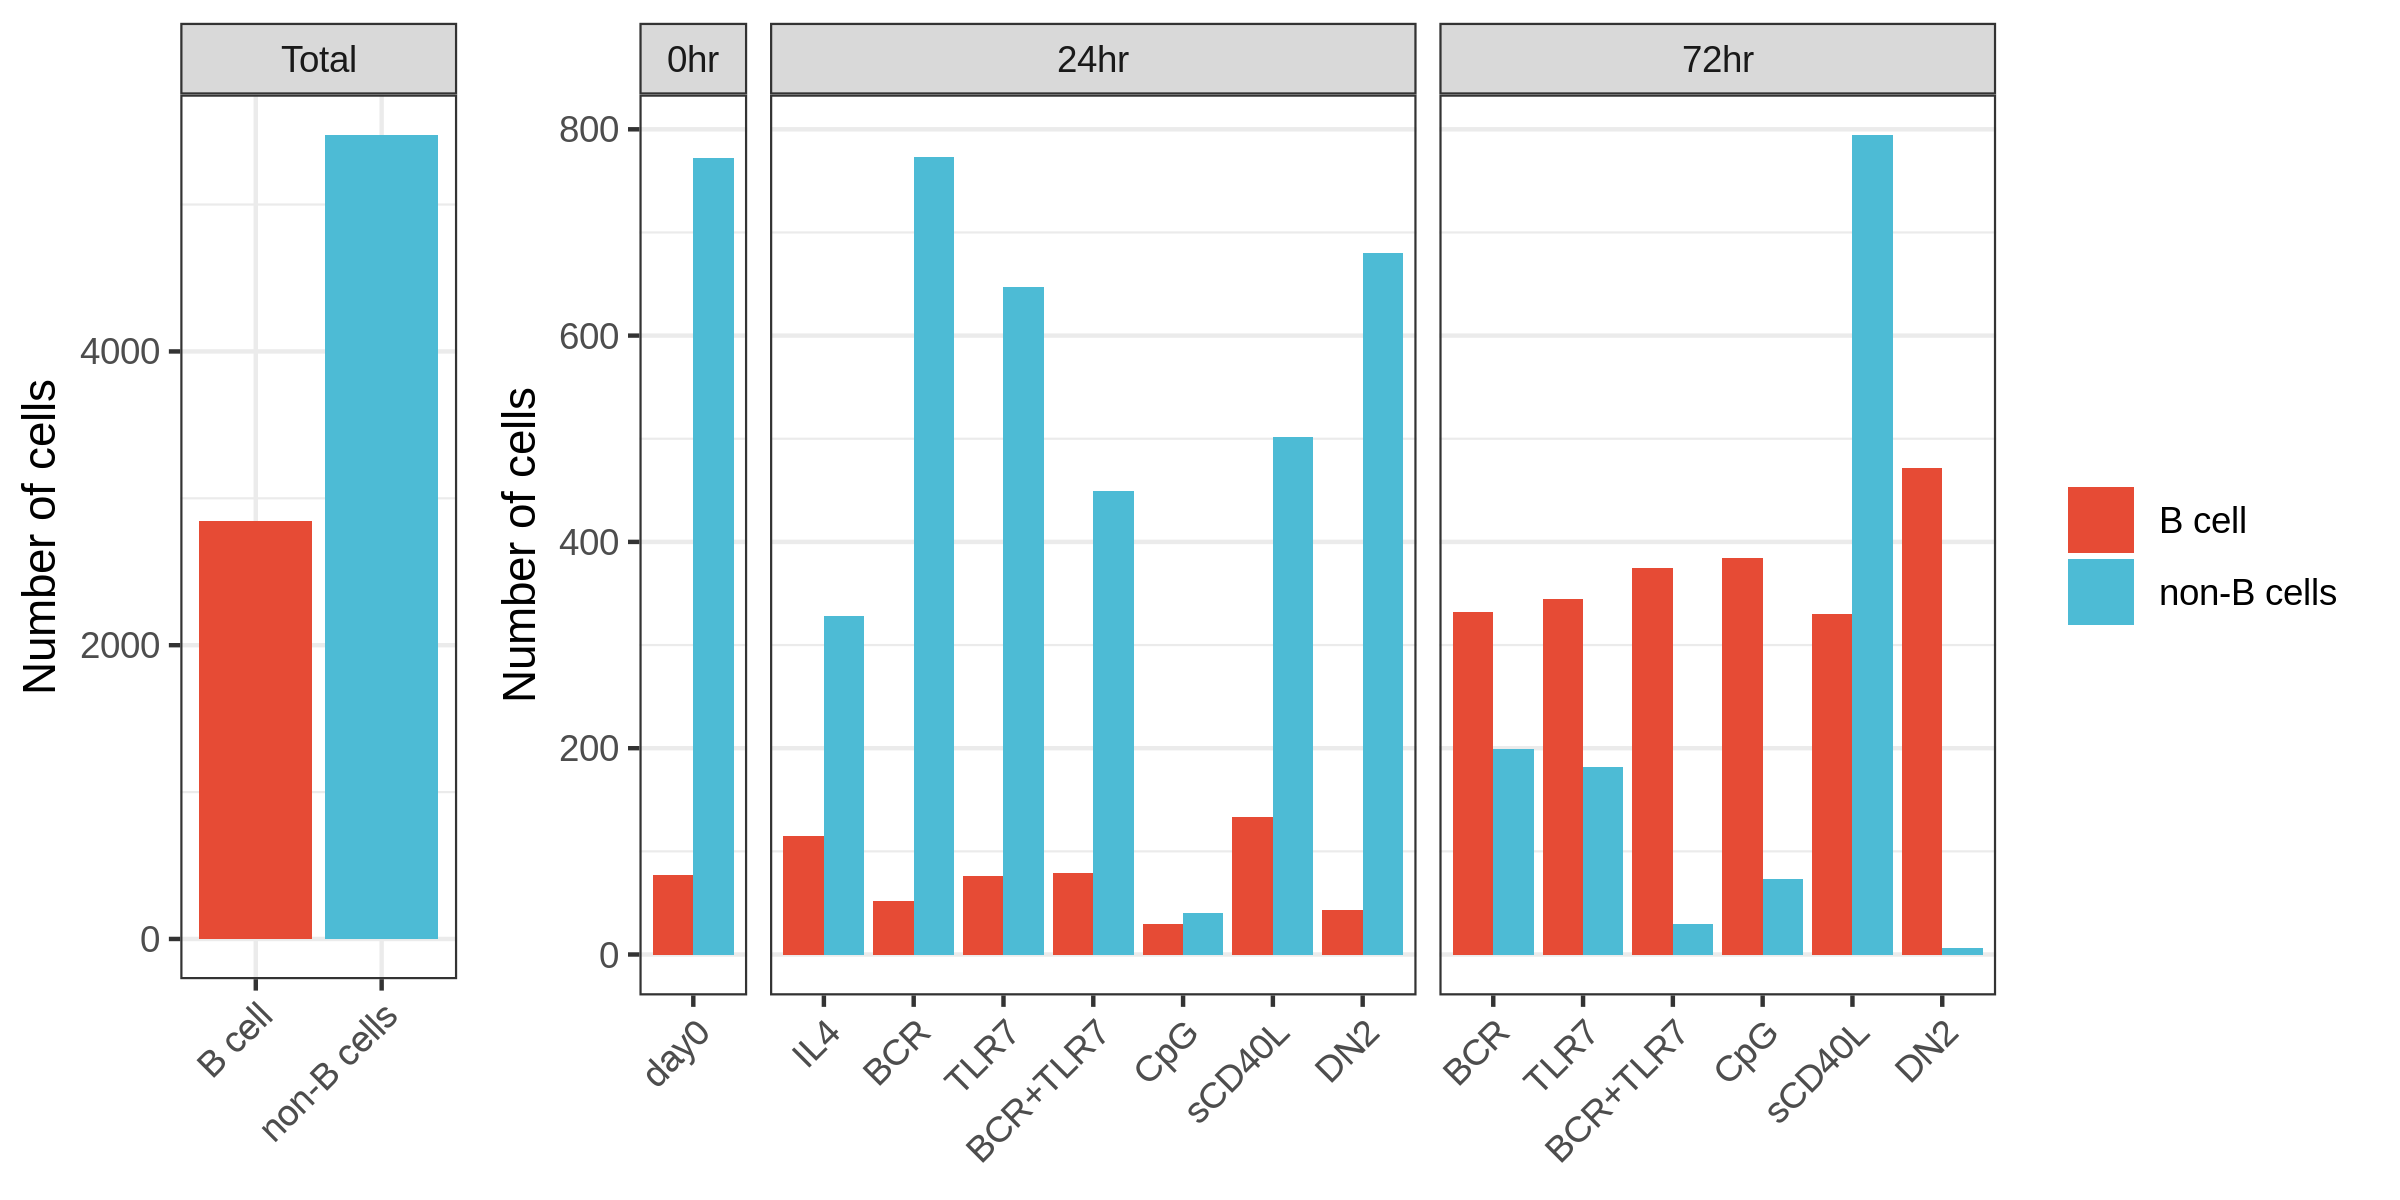 Total
0hr
24hr
72hr
Number of cells
4000
2000
0
B cell
non-B cells
Number of cells
800
600
400
200
0
day0
IL4
BCR
TLR7
BCR+TLR7
CpG
sCD40L
DN2
BCR
TLR7
BCR+TLR7
CpG
sCD40L
DN2
B cell
non-B cells